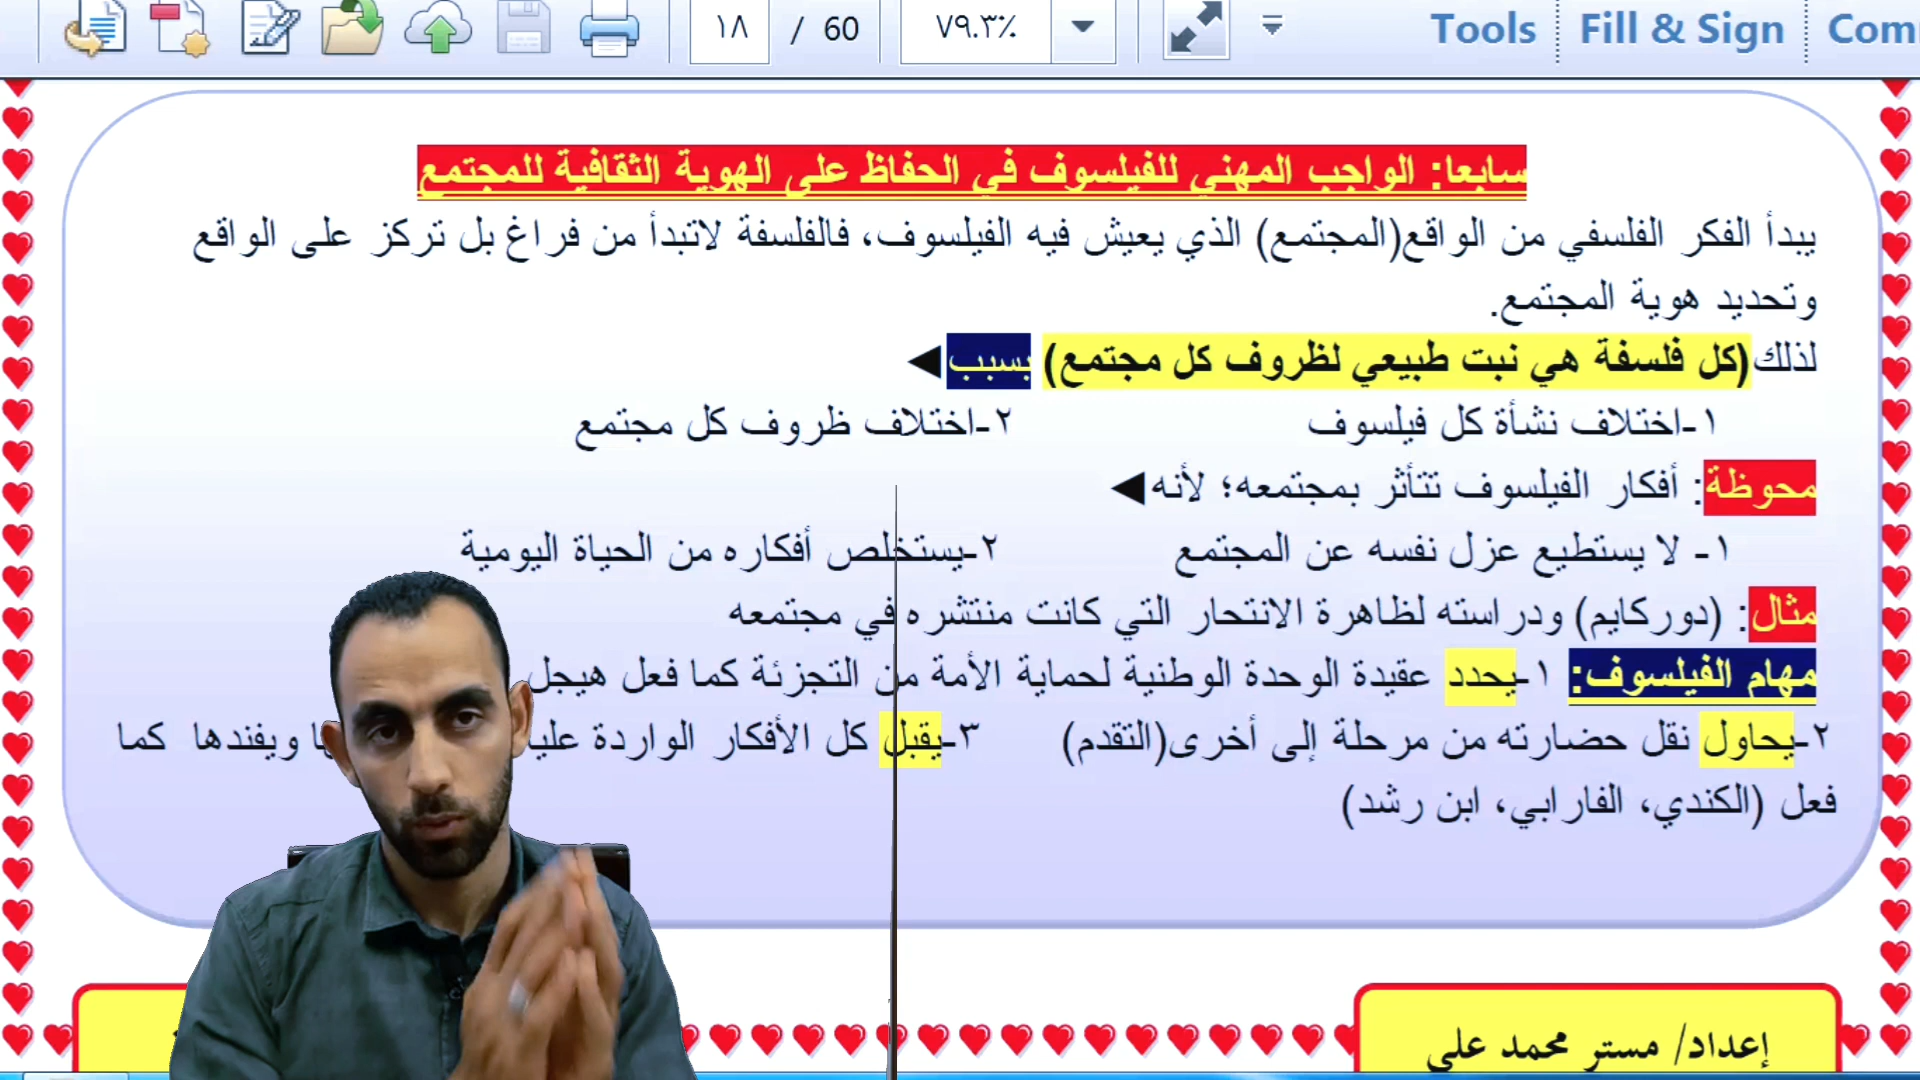 ١٨ / 60 ٧٩.٣٪ Tools Fill & Sign Com
سابعا: الواجب المهني للفيلسوف في الحفاظ على الهوية الثقافية للمجتمع
يبدأ الفكر الفلسفي من الواقع(المجتمع) الذي يعيش فيه الفيلسوف، فالفلسفة لاتبدأ من فراغ بل تركز على الواقع
وتحديد هوية المجتمع.
لذلك(كل فلسفة هي نبت طبيعي لظروف كل مجتمع) بسبب◄
١-اختلاف نشأة كل فيلسوف ٢-اختلاف ظروف كل مجتمع
محوظة: أفكار الفيلسوف تتأثر بمجتمعه؛ لأنه◄
١- لا يستطيع عزل نفسه عن المجتمع ٢-يستخلص أفكاره من الحياة اليومية
مثال: (دوركايم) ودراسته لظاهرة الانتحار التي كانت منتشره في مجتمعه
مهام الفيلسوف: ١-يحدد عقيدة الوحدة الوطنية لحماية الأمة من التجزئة كما فعل هيجل
٢-يحاول نقل حضارته من مرحلة إلى أخرى(التقدم) ٣-يقبل كل الأفكار الواردة ويفندها كما
فعل (الكندي، الفارابي، ابن رشد)
إعداد/ مستر محمد علي